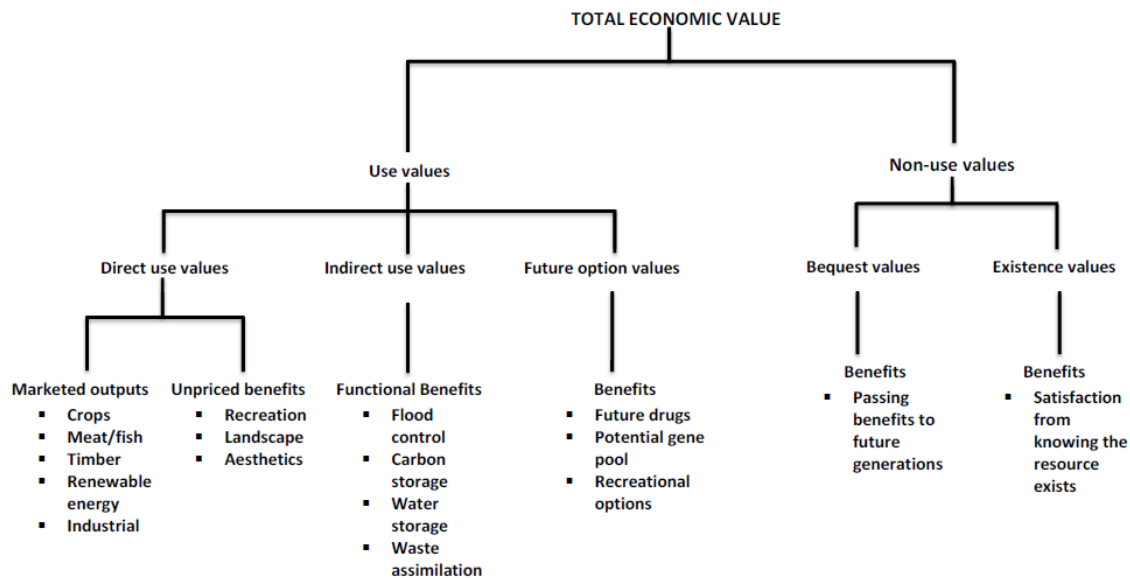 TOTAL ECONOMIC VALUE
Use values
Non-use values
Direct use values
Indirect use values
Future option values
Bequest values
Existence values
Marketed outputs
▪ Crops
▪ Meat/fish
▪ Timber
▪ Renewable
energy
▪ Industrial
Unpriced benefits
▪ Recreation
▪ Landscape
▪ Aesthetics
Functional Benefits
▪ Flood
control
▪ Carbon
storage
▪ Water
storage
▪ Waste
assimilation
Benefits
▪ Future drugs
▪ Potential gene
pool
▪ Recreational
options
Benefits
▪ Passing
benefits to
future
generations
Benefits
▪ Satisfaction
from
knowing the
resource
exists